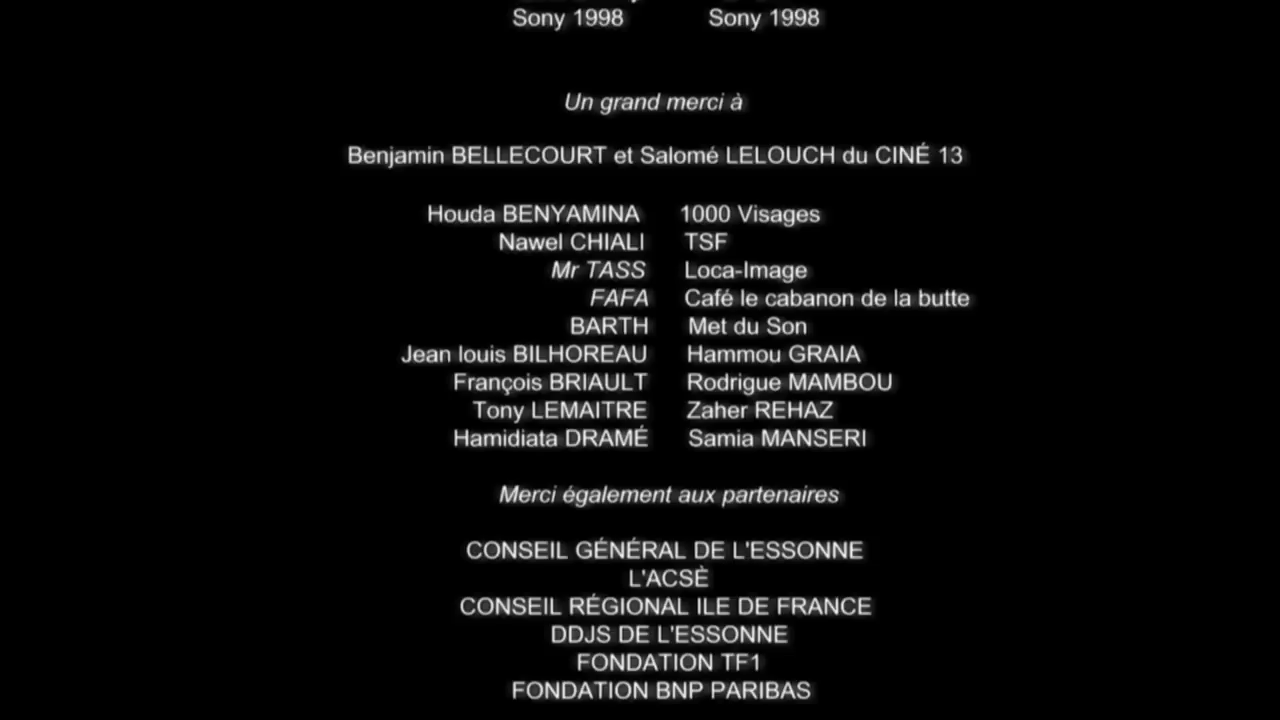 Sony 1998 Sony 1998
Un grand merci à
Benjamin BELLECOURT et Salomé LELOUCH du CINÉ 13
Houda BENYAMINA 1000 Visages
Nawel CHIALI TSF
Mr TASS Loca-Image
FAFA Café le cabanon de la butte
BARTH Met du Son
Jean louis BILHOREAU Hammou GRAIA
François BRIAULT Rodrigue MAMBOU
Tony LEMAITRE Zaher REHAZ
Hamidiata DRAMÉ Samia MANSERI
Merci également aux partenaires
CONSEIL GÉNÉRAL DE L'ESSONNE
L'ACSÈ
CONSEIL RÉGIONAL ILE DE FRANCE
DDJS DE L'ESSONNE
FONDATION TF1
FONDATION BNP PARIBAS